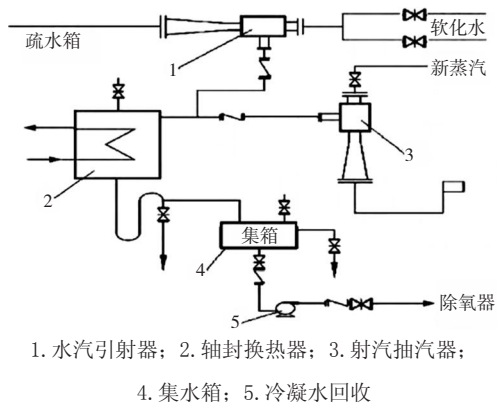 疏水箱
1
软化水
新蒸汽
3
2
集箱
4
5
除氧器
1.水汽引射器；2.轴封换热器；3.射汽抽汽器；
4.集水箱；5.冷凝水回收